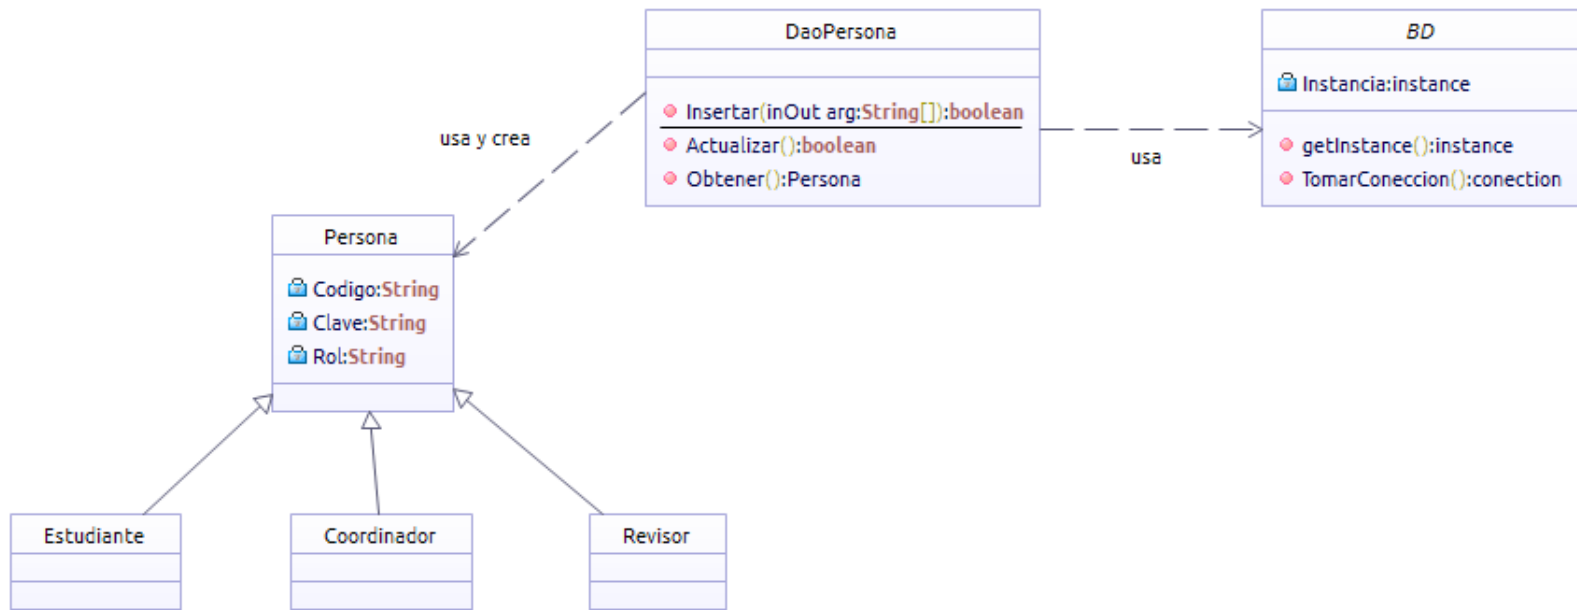 DaoPersona
Insertar(inOut arg:String[]):boolean
Actualizar():boolean
Obtener():Persona
BD
Instancia:instance
getInstance():instance
TomarConeccion():conection
usa y crea
usa
Persona
Codigo:String
Clave:String
Rol:String
Estudiante
Coordinador
Revisor